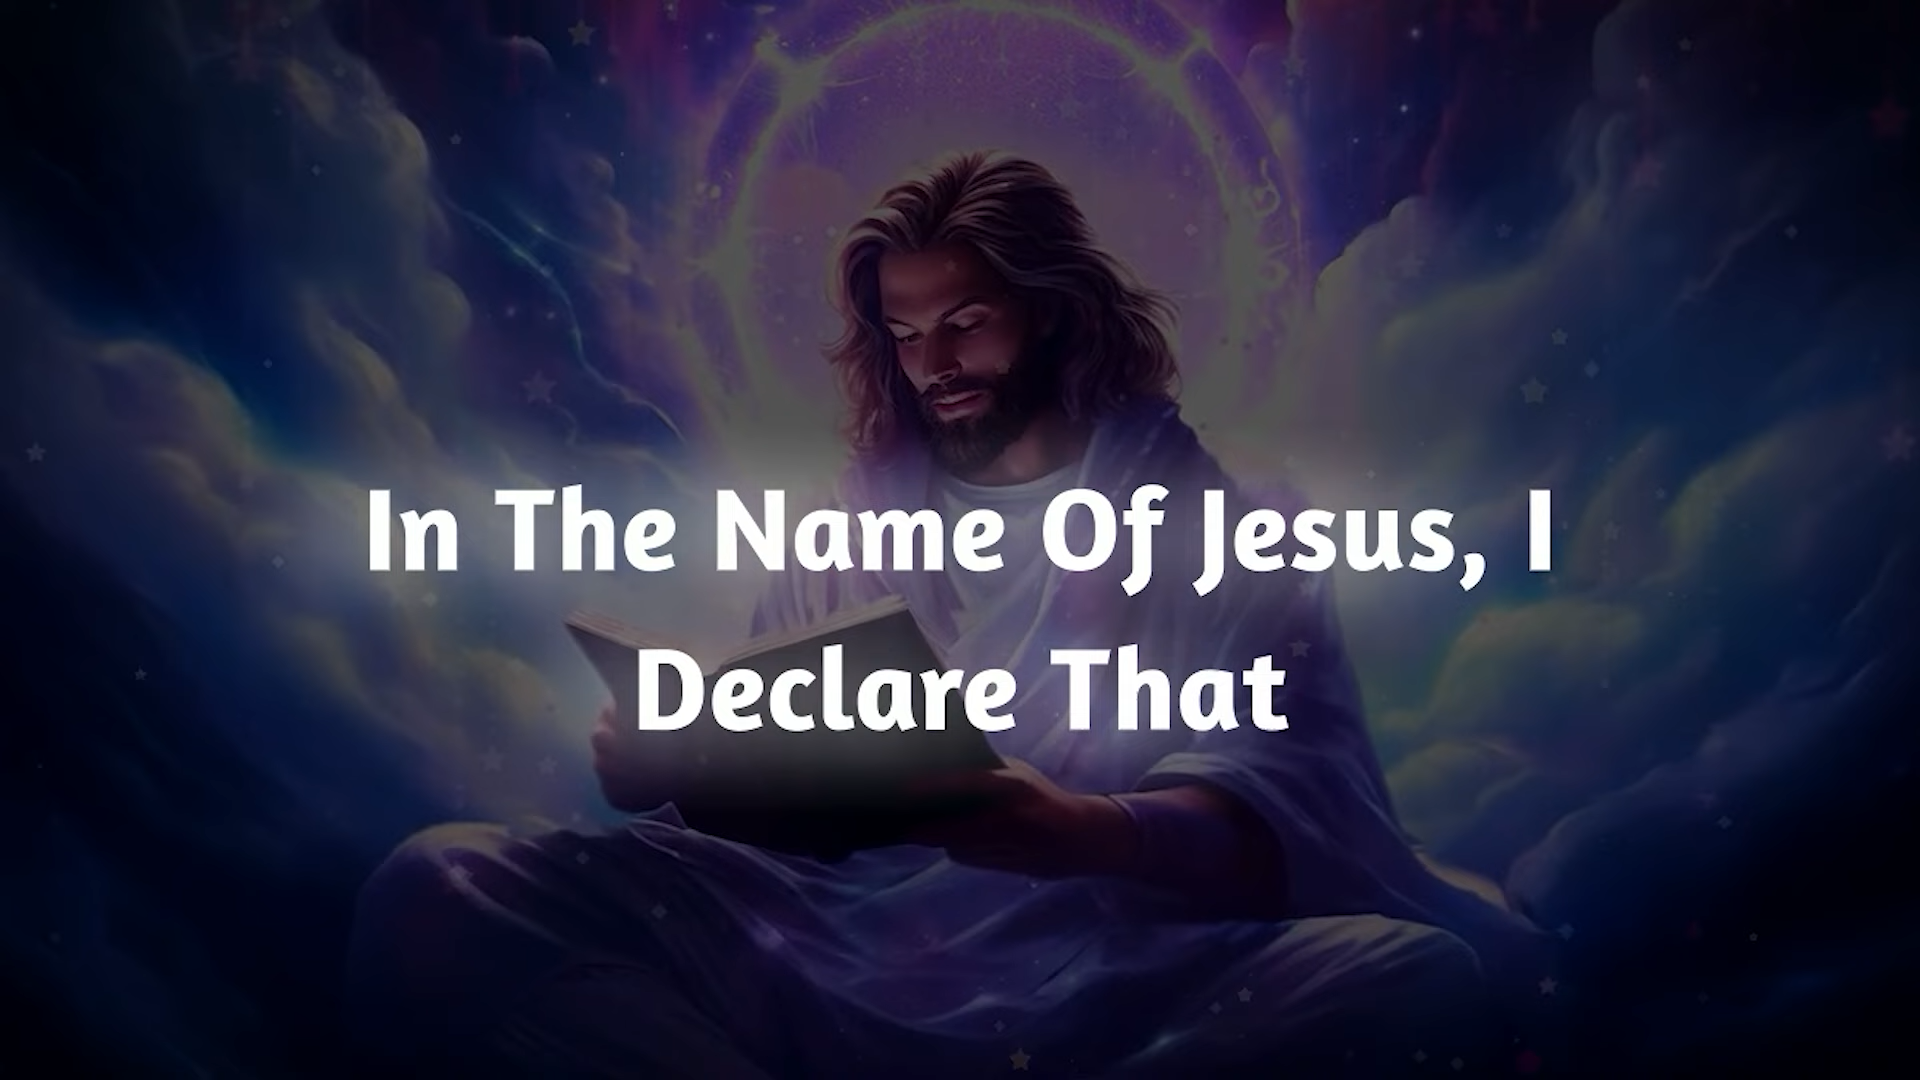 In The Name Of Jesus, I
Declare That